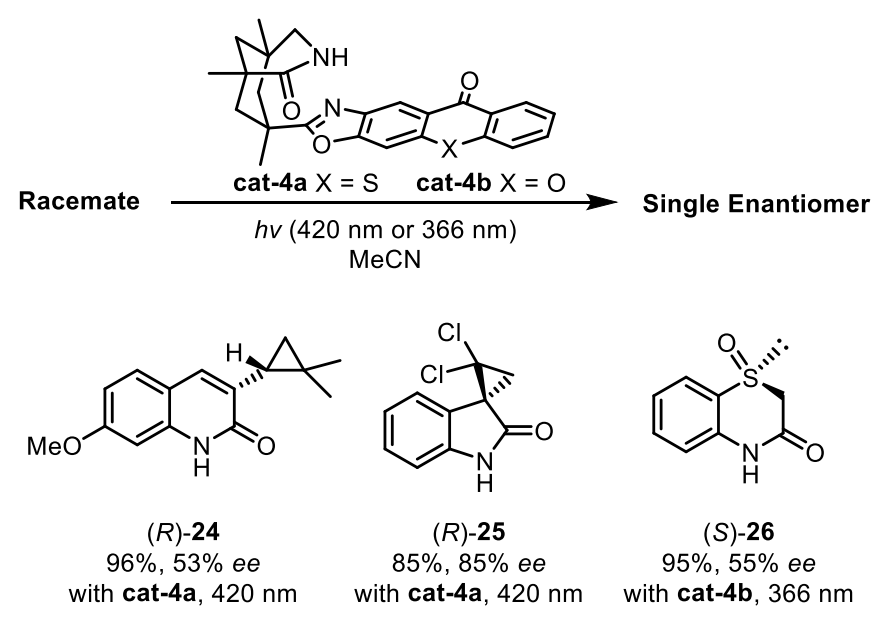 NH
O
N
O
O
X
cat-4a X = S cat-4b X = O
Racemate
Single Enantiomer
hν (420 nm or 366 nm)
MeCN
H
MeO
N
H
O
Cl
Cl
O
N
H
O
S
N
H
O
(R)-24
96%, 53% ee
with cat-4a, 420 nm
(R)-25
85%, 85% ee
with cat-4a, 420 nm
(S)-26
95%, 55% ee
with cat-4b, 366 nm